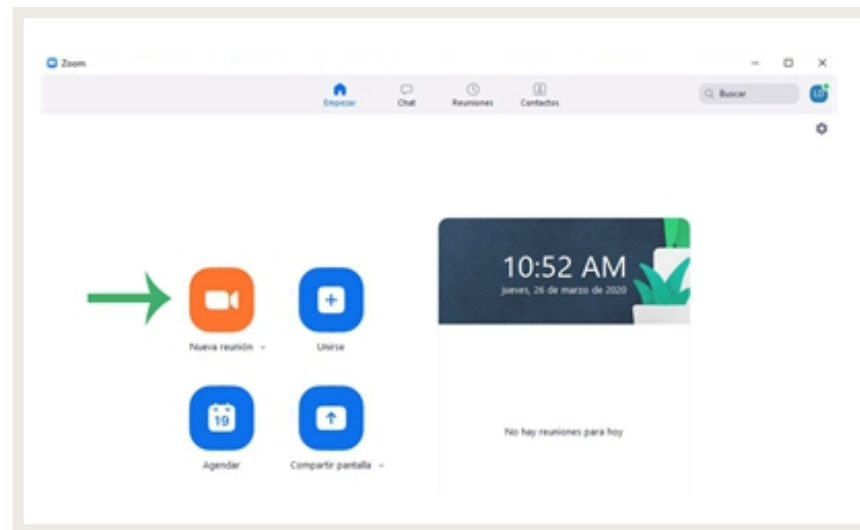 Zoom
Empezar
Chat
Reuniones
Contactos
Buscar
LD
10:52 AM
jueves, 26 de marzo de 2020
Nueva reunión
Unirse
19
Agendar
Compartir pantalla
No hay reuniones para hoy